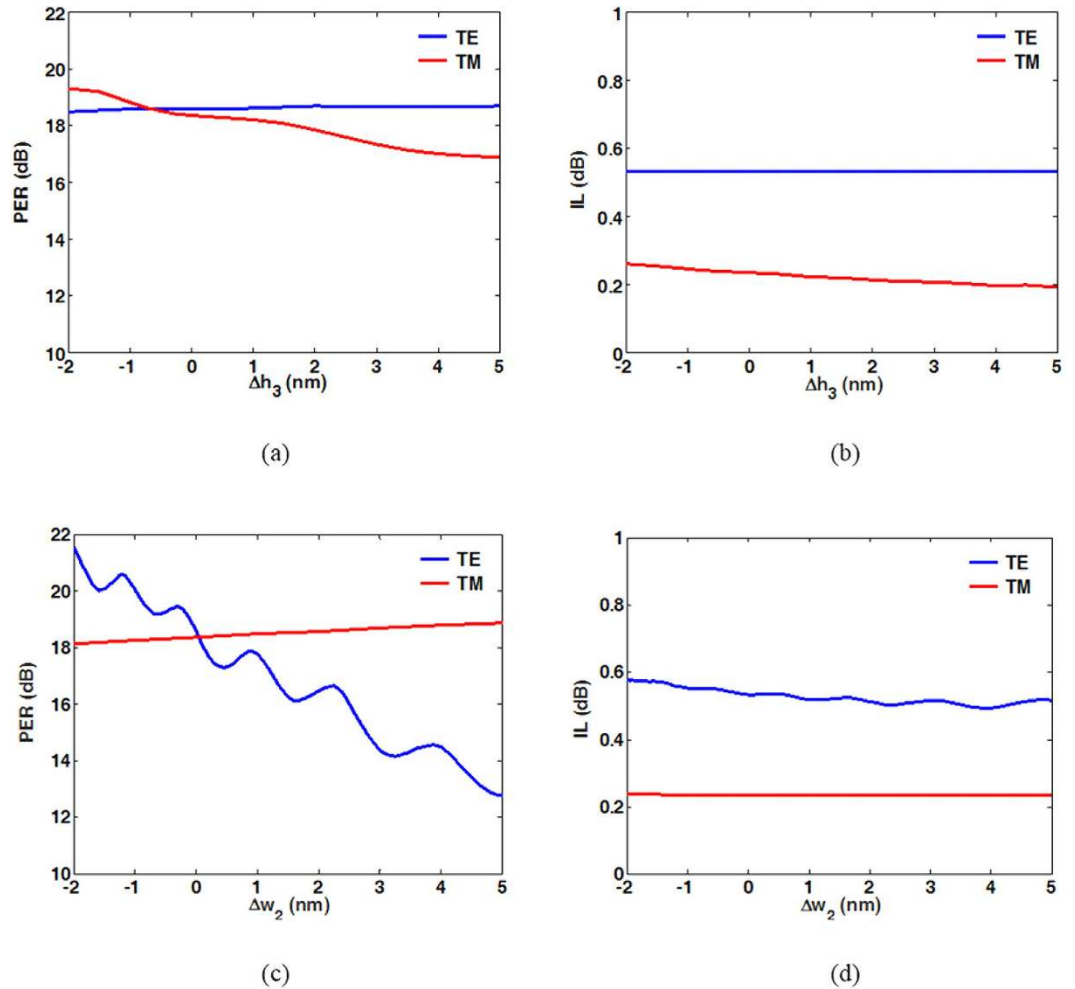 22
20
18
16
14
12
10
PER (dB)
TE
TM
-2 -1 0 1 2 3 4 5
Δh3 (nm)
(a)
1
0.8
0.6
0.4
0.2
0
IL (dB)
TE
TM
-2 -1 0 1 2 3 4 5
Δh3 (nm)
(b)
22
20
18
16
14
12
10
PER (dB)
TE
TM
-2 -1 0 1 2 3 4 5
Δw2 (nm)
(c)
1
0.8
0.6
0.4
0.2
0
IL (dB)
TE
TM
-2 -1 0 1 2 3 4 5
Δw2 (nm)
(d)